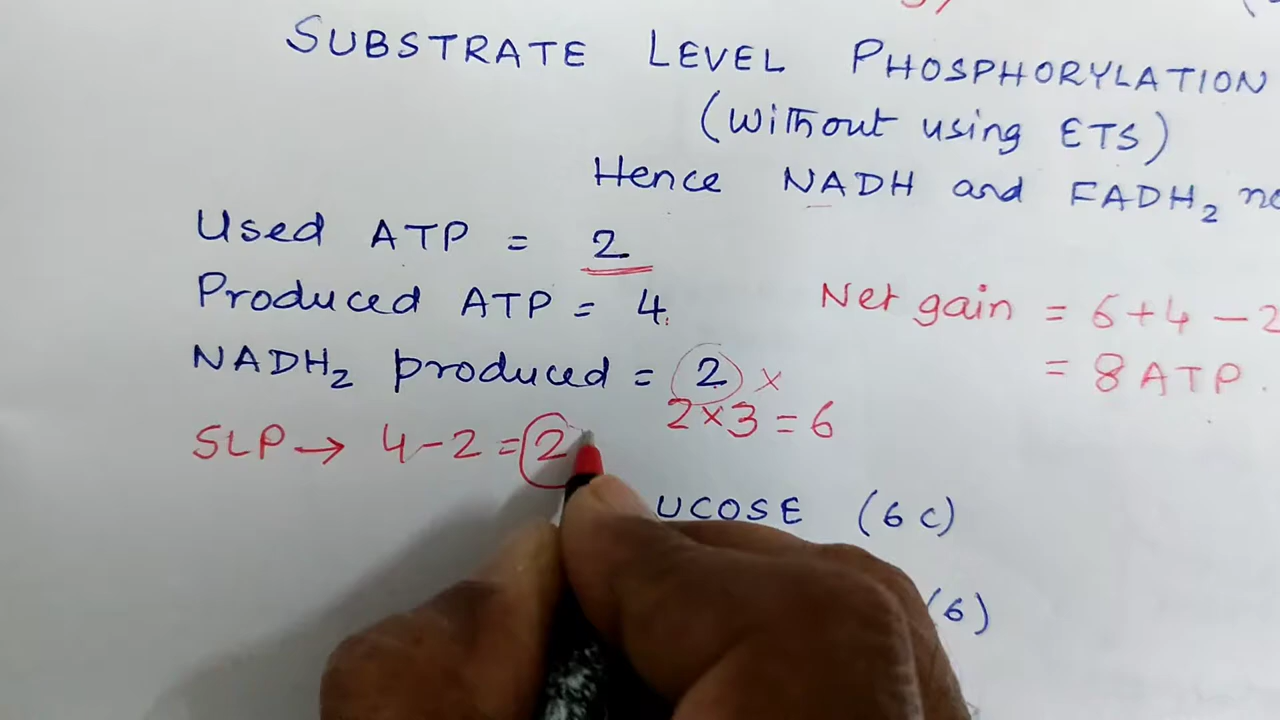 SUBSTRATE LEVEL PHOSPHORYLATION
(Without using ETS)
Hence NADH and FADH₂
Used ATP = 2
Produced ATP = 4
NADH₂ produced = 2 ×
2×3 = 6
SLP → 4-2 = 2
Net gain = 6+4-2
= 8 ATP.
UCOSE (6c)
(6)